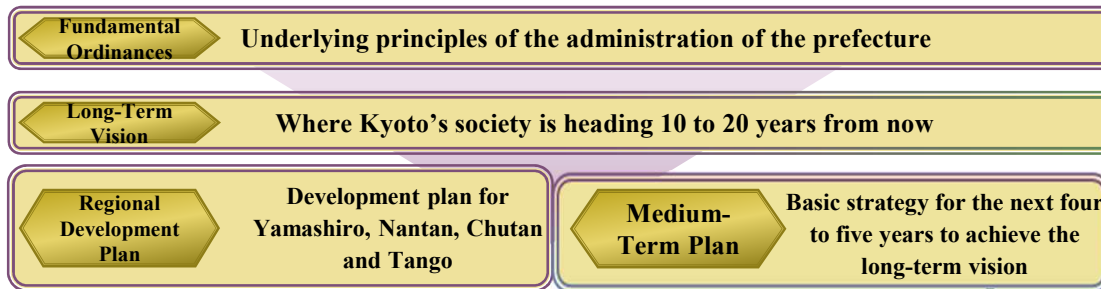 Fundamental
Ordinances
Underlying principles of the administration of the prefecture
Long-Term
Vision
Where Kyoto’s society is heading 10 to 20 years from now
Regional
Development
Plan
Development plan for
Yamashiro, Nantan, Chutan
and Tango
Medium-
Term Plan
Basic strategy for the next four
to five years to achieve the
long-term vision